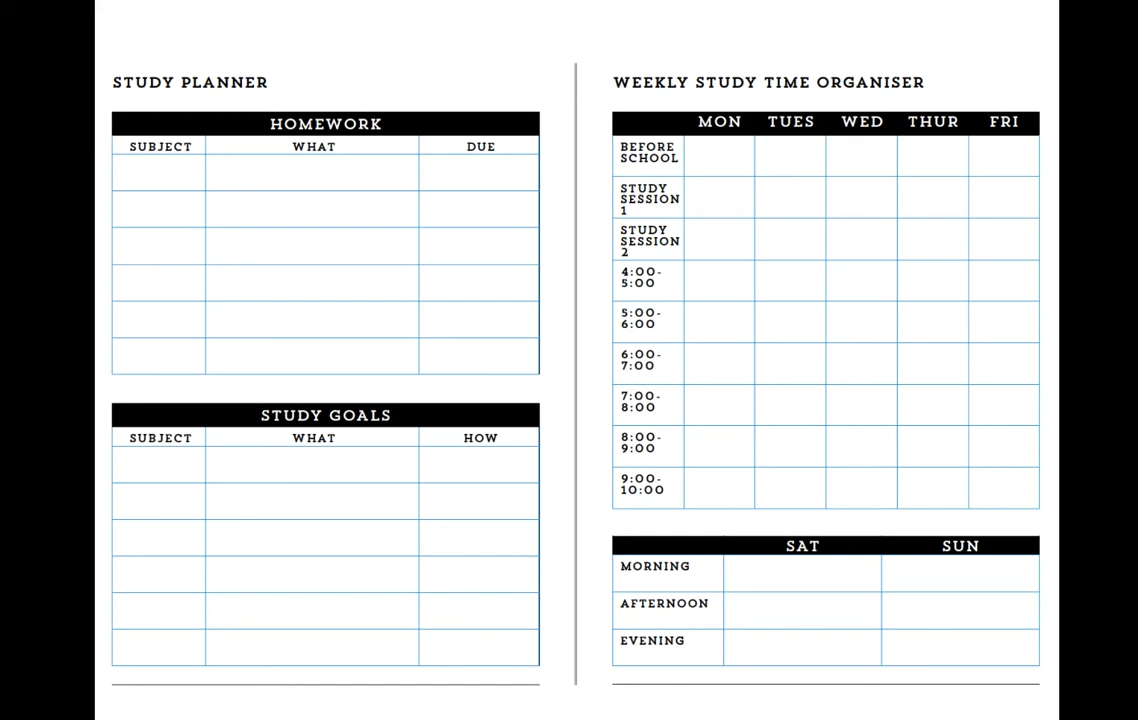 STUDY PLANNER
HOMEWORK
SUBJECT WHAT DUE
STUDY GOALS
SUBJECT WHAT HOW
WEEKLY STUDY TIME ORGANISER
MON TUES WED THUR FRI
BEFORE
SCHOOL
STUDY
SESSION
1
STUDY
SESSION
2
4:00-
5:00
5:00-
6:00
6:00-
7:00
7:00-
8:00
8:00-
9:00
9:00-
10:00
SAT SUN
MORNING
AFTERNOON
EVENING